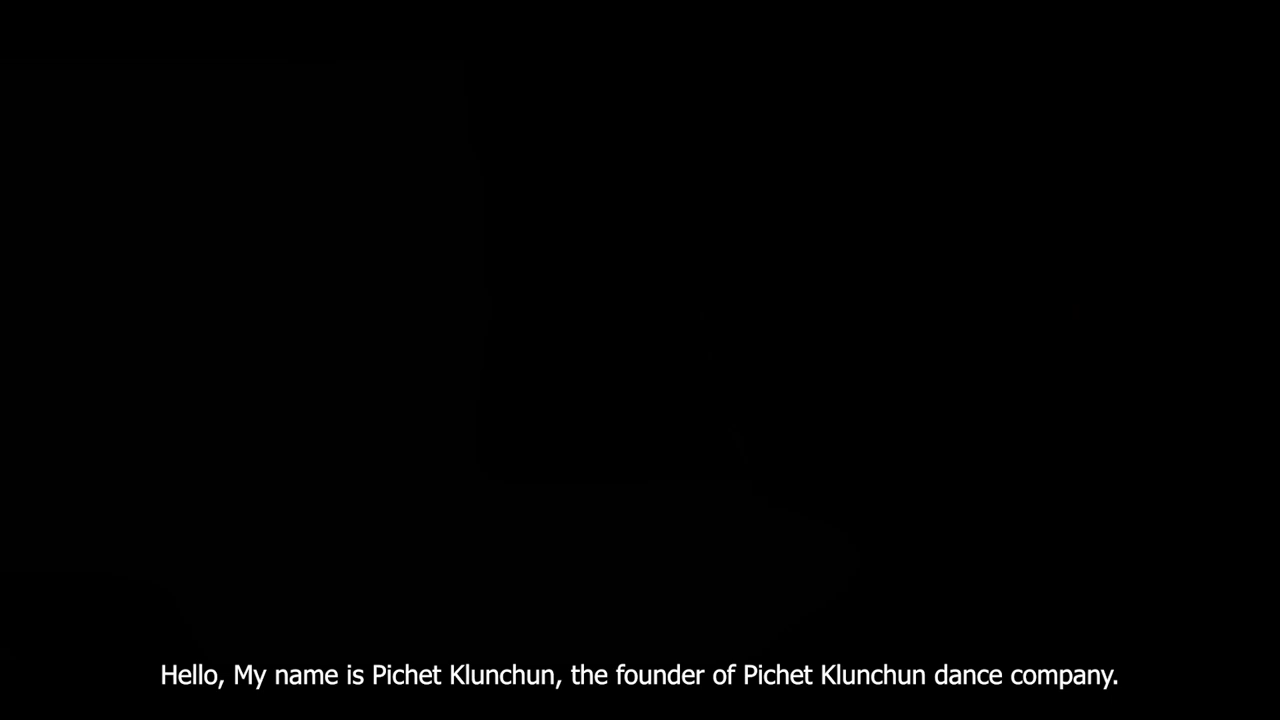 Hello, My name is Pichet Klunchun, the founder of Pichet Klunchun dance company.